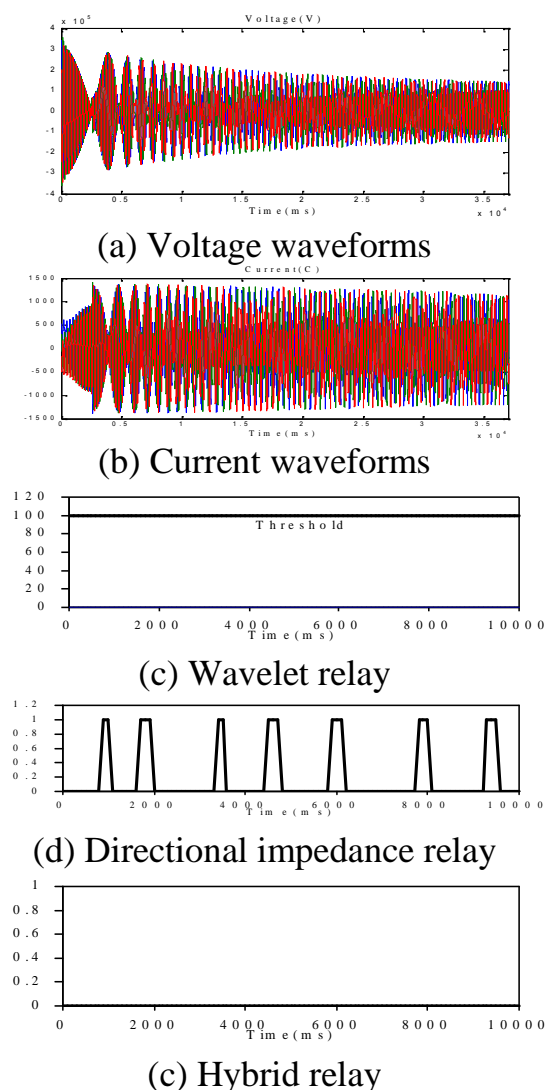 Voltage(V)
x 10^5
4
3
2
1
0
-1
-2
-3
-4
0 0.5 1 1.5 2 2.5 3 3.5
Time(ms)
x 10^4
(a) Voltage waveforms
Current(C)
1500
1000
500
0
-500
-1000
-1500
0 0.5 1 1.5 2 2.5 3 3.5
Time(ms)
x 10^4
(b) Current waveforms
120
100
80
60
40
20
0
Threshold
0 2000 4000 6000 8000 10000
Time(ms)
(c) Wavelet relay
1.2
1
0.8
0.6
0.4
0.2
0
0 2000 4000 6000 8000 10000
Time(ms)
(d) Directional impedance relay
1
0.8
0.6
0.4
0.2
0
0 2000 4000 6000 8000 10000
Time(ms)
(c) Hybrid relay